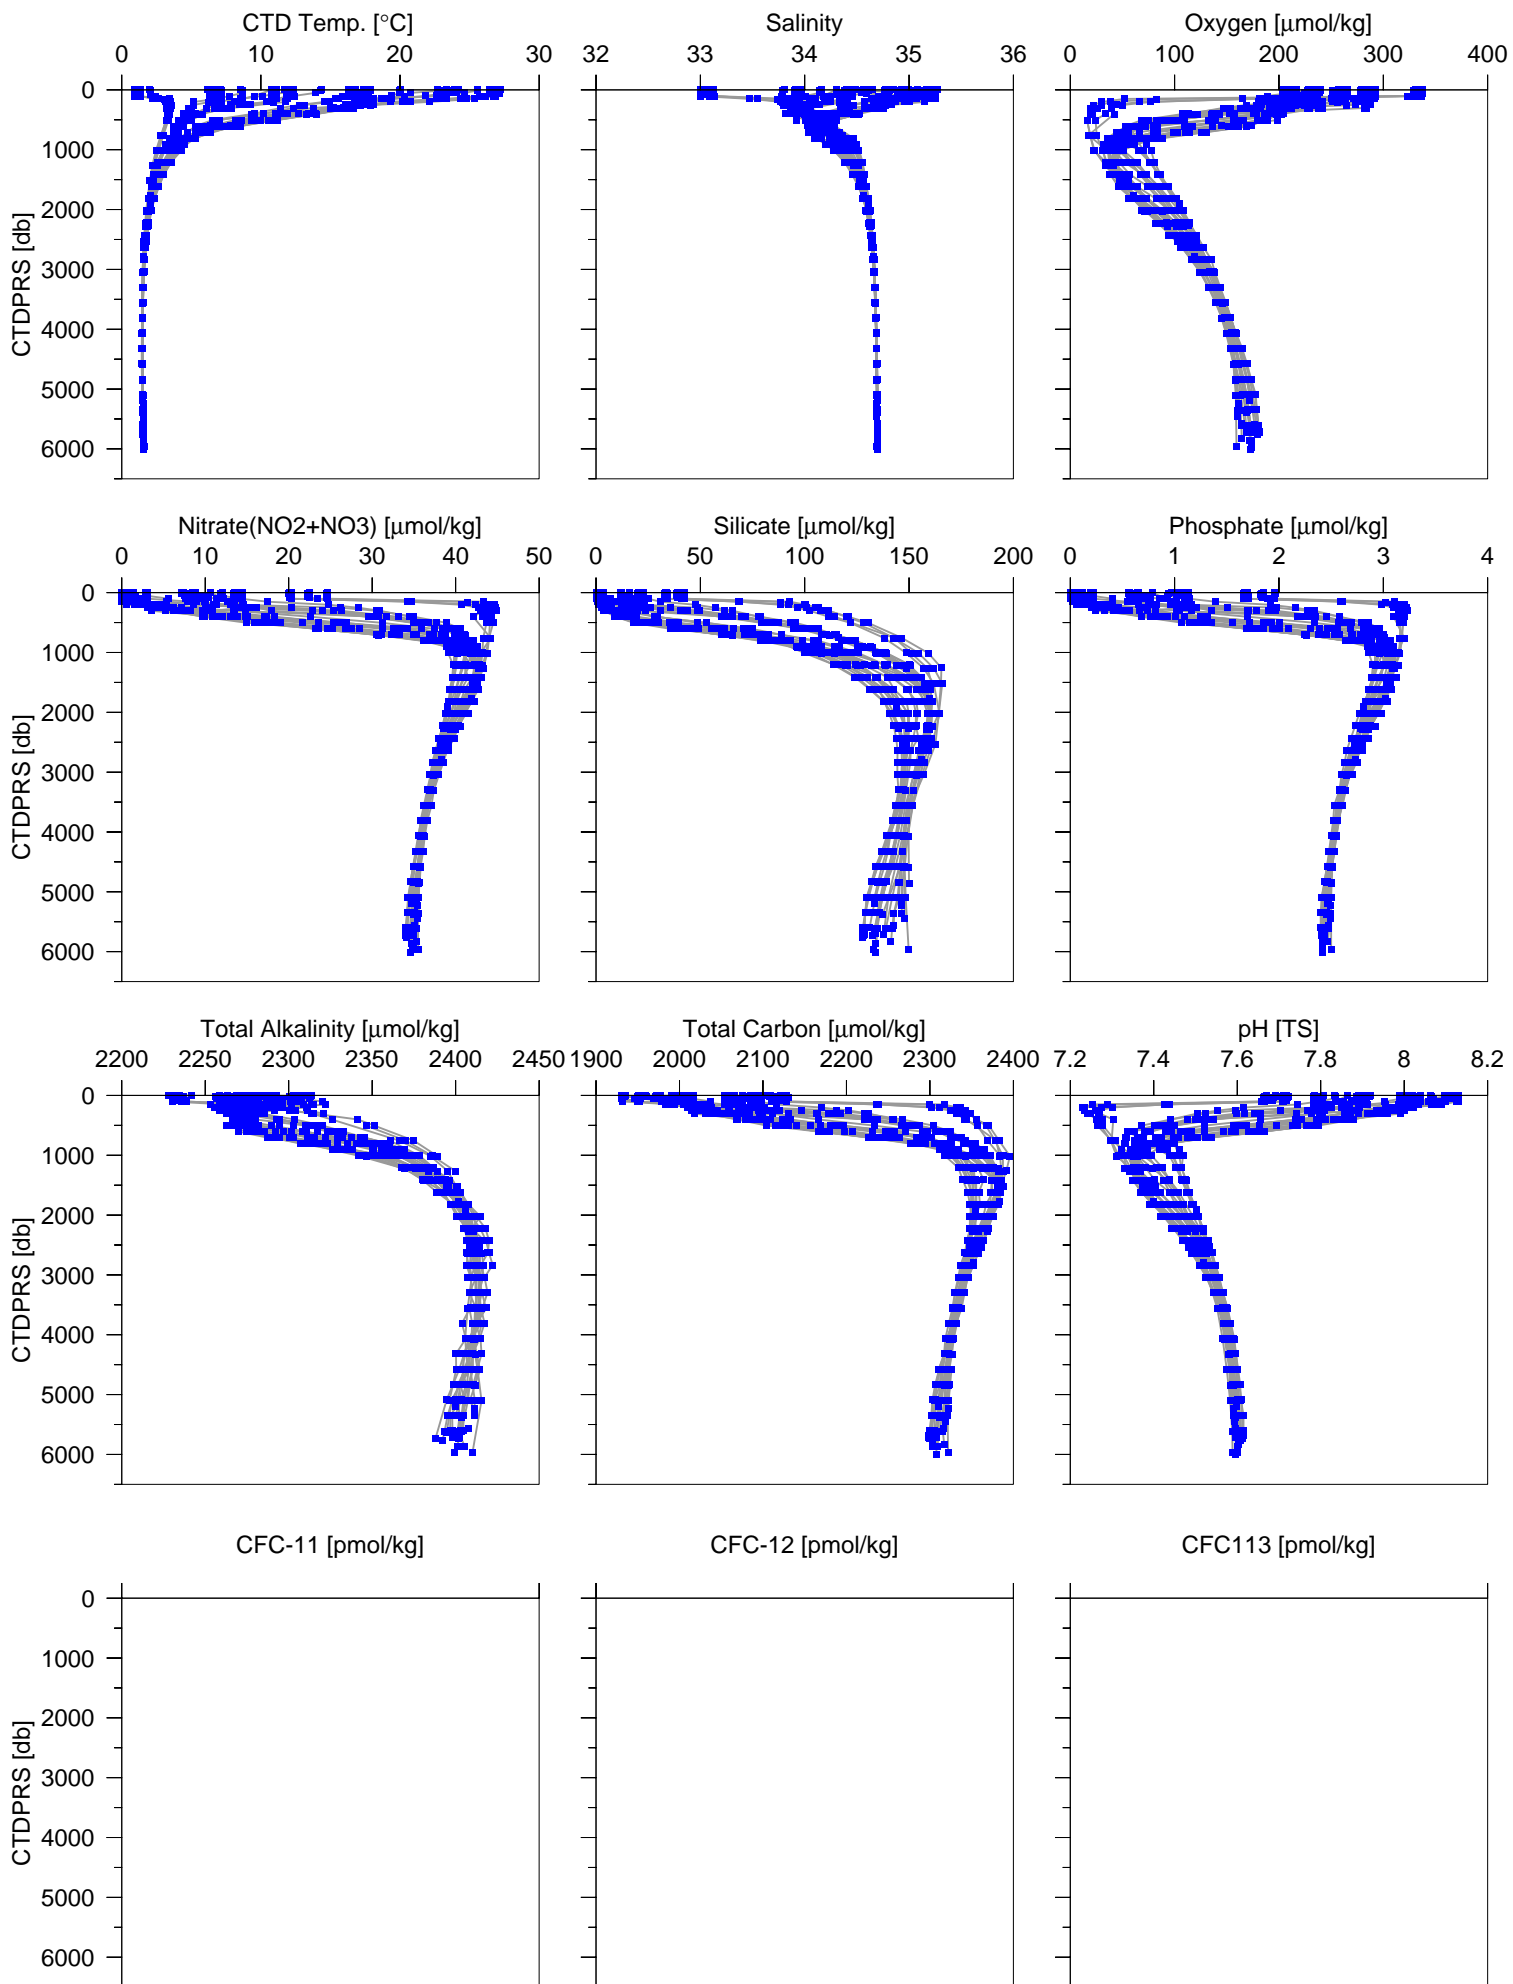 CTD Temp. [°C] Salinity Oxygen [μmol/kg]
0 10 20 30 32 33 34 35 36 0 100 200 300 400
0
1000
2000
3000
4000
5000
6000
CTDPRS [db]
Nitrate(NO2+NO3) [μmol/kg] Silicate [μmol/kg] Phosphate [μmol/kg]
0 10 20 30 40 50 0 50 100 150 200 0 1 2 3 4
0
1000
2000
3000
4000
5000
6000
CTDPRS [db]
Total Alkalinity [μmol/kg] Total Carbon [μmol/kg] pH [TS]
2200 2250 2300 2350 2400 2450 1900 2000 2100 2200 2300 2400 7.2 7.4 7.6 7.8 8 8.2
0
1000
2000
3000
4000
5000
6000
CTDPRS [db]
CFC-11 [pmol/kg] CFC-12 [pmol/kg] CFC113 [pmol/kg]
0
1000
2000
3000
4000
5000
6000
CTDPRS [db]